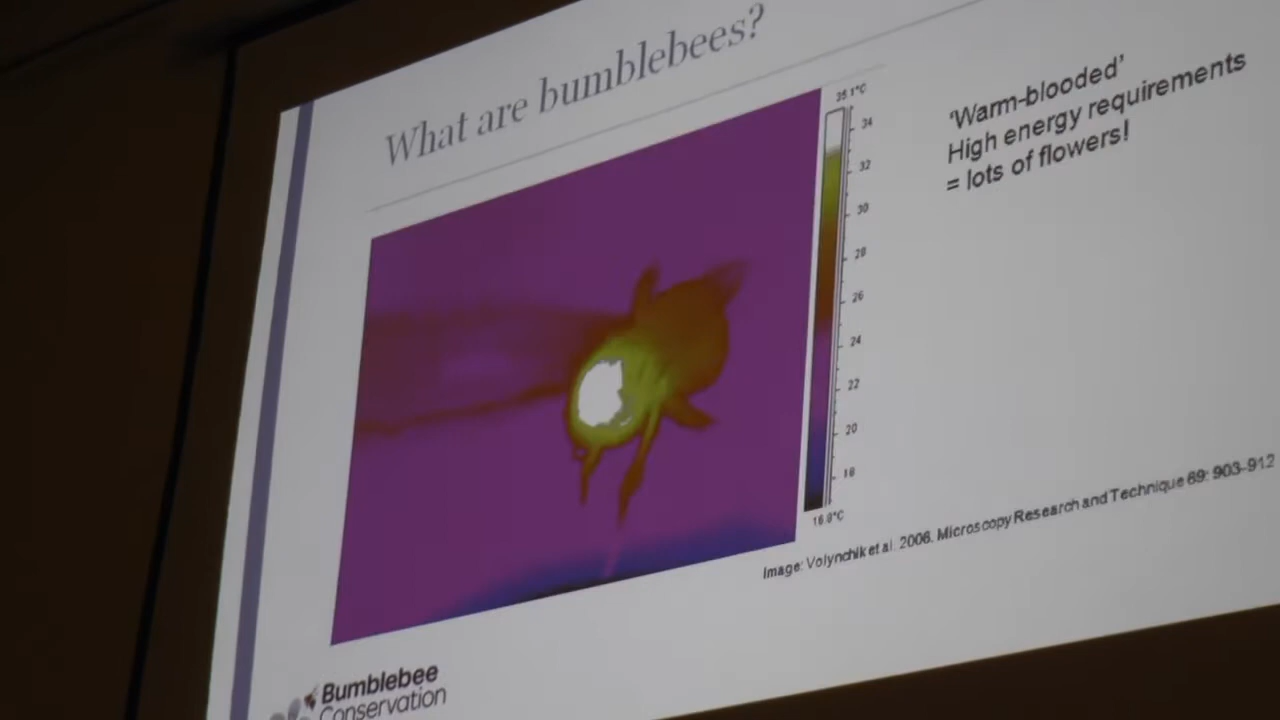 What are bumblebees?
'Warm-blooded'
High energy requirements
= lots of flowers!
35.1°C
34
32
30
28
26
24
22
20
18
16.9°C
Image: Volynchik et al. 2006. Microscopy Research and Technique 69: 903-912
Bumblebee
Conservation